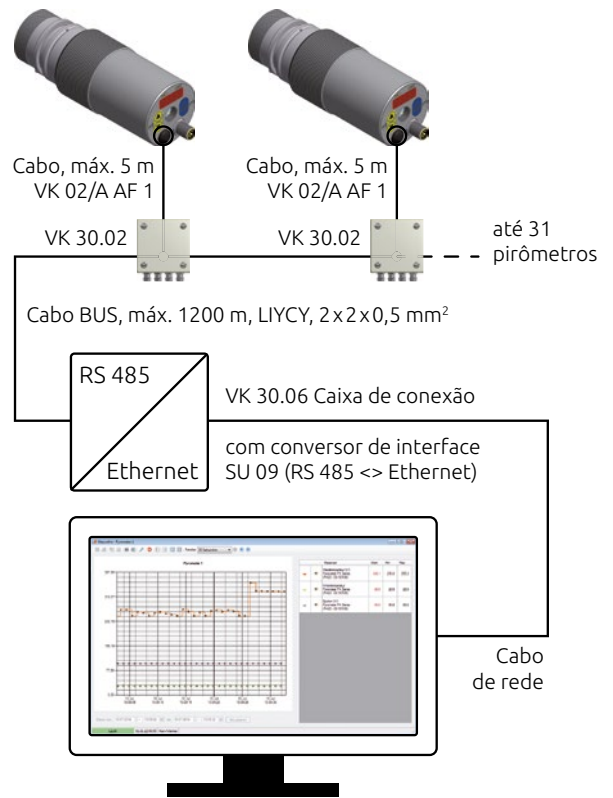 Cabo, máx. 5 m
VK 02/A AF 1
Cabo, máx. 5 m
VK 02/A AF 1
VK 30.02
VK 30.02
até 31
pirômetros
Cabo BUS, máx. 1200 m, LIYCY, 2 x 2 x 0,5 mm²
RS 485
Ethernet
VK 30.06 Caixa de conexão
com conversor de interface
SU 09 (RS 485 <> Ethernet)
Cabo
de rede